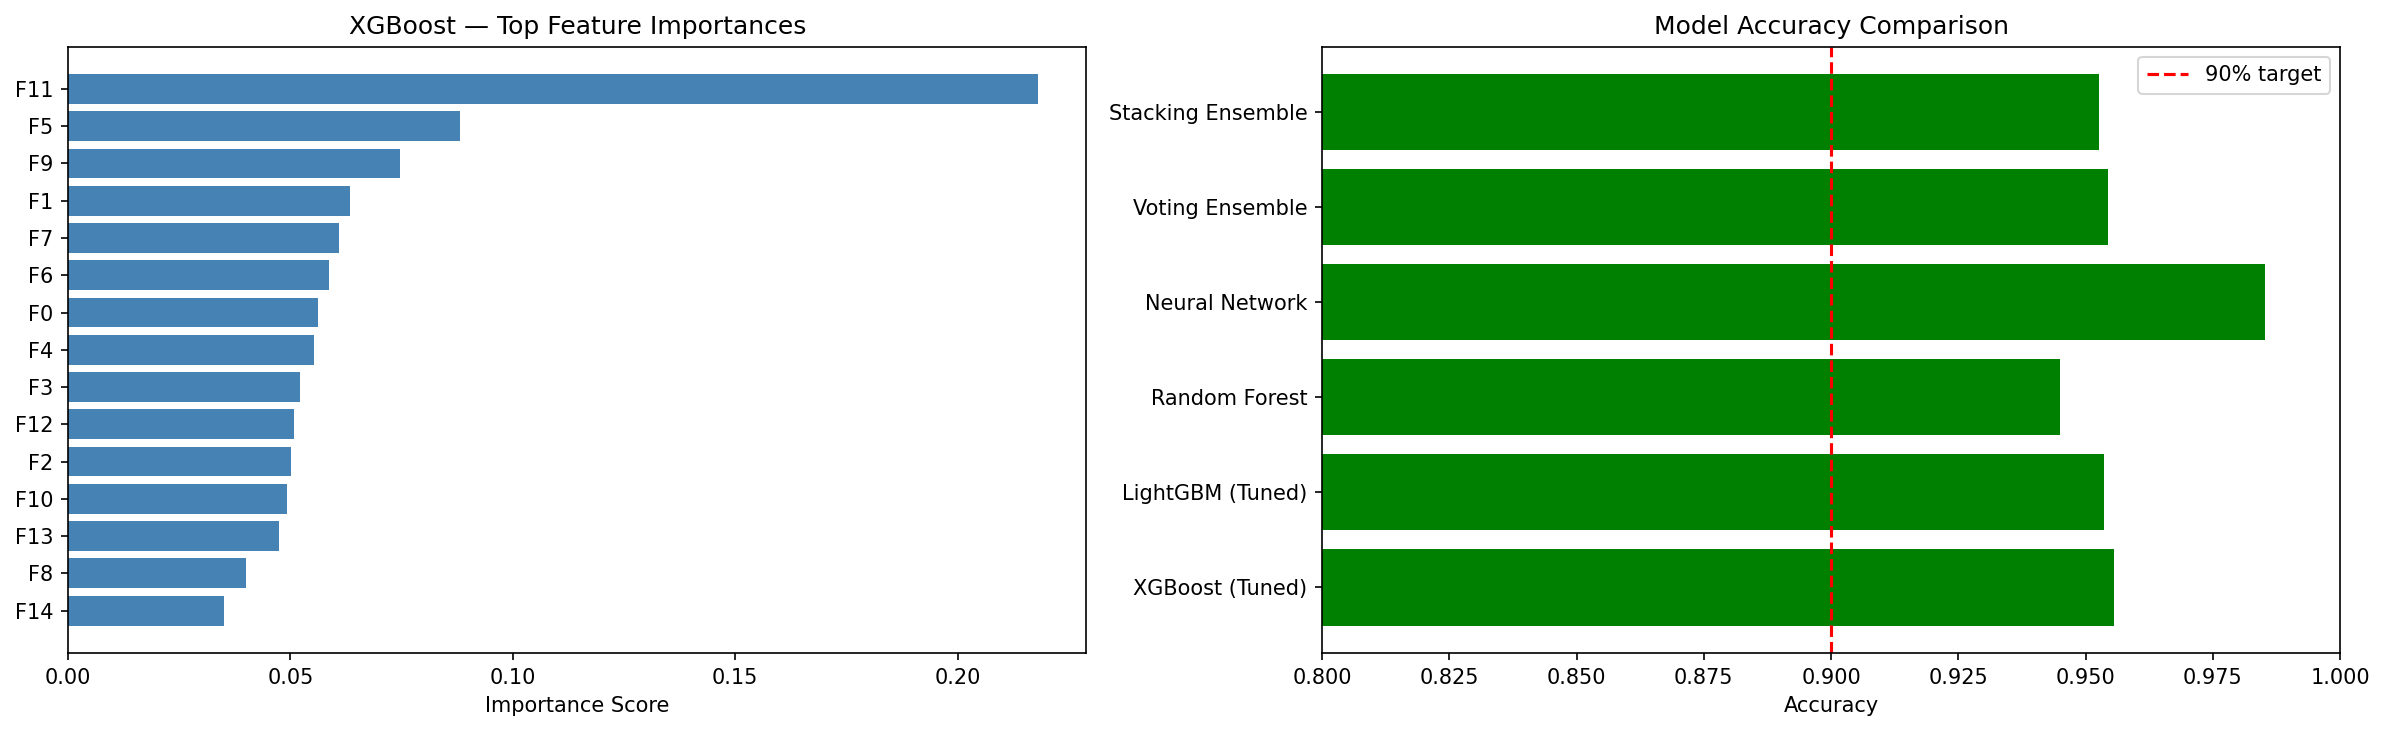 XGBoost — Top Feature Importances
F11
F5
F9
F1
F7
F6
F0
F4
F3
F12
F2
F10
F13
F8
F14
0.00 0.05 0.10 0.15 0.20
Importance Score
Model Accuracy Comparison
90% target
Stacking Ensemble
Voting Ensemble
Neural Network
Random Forest
LightGBM (Tuned)
XGBoost (Tuned)
0.800 0.825 0.850 0.875 0.900 0.925 0.950 0.975 1.000
Accuracy